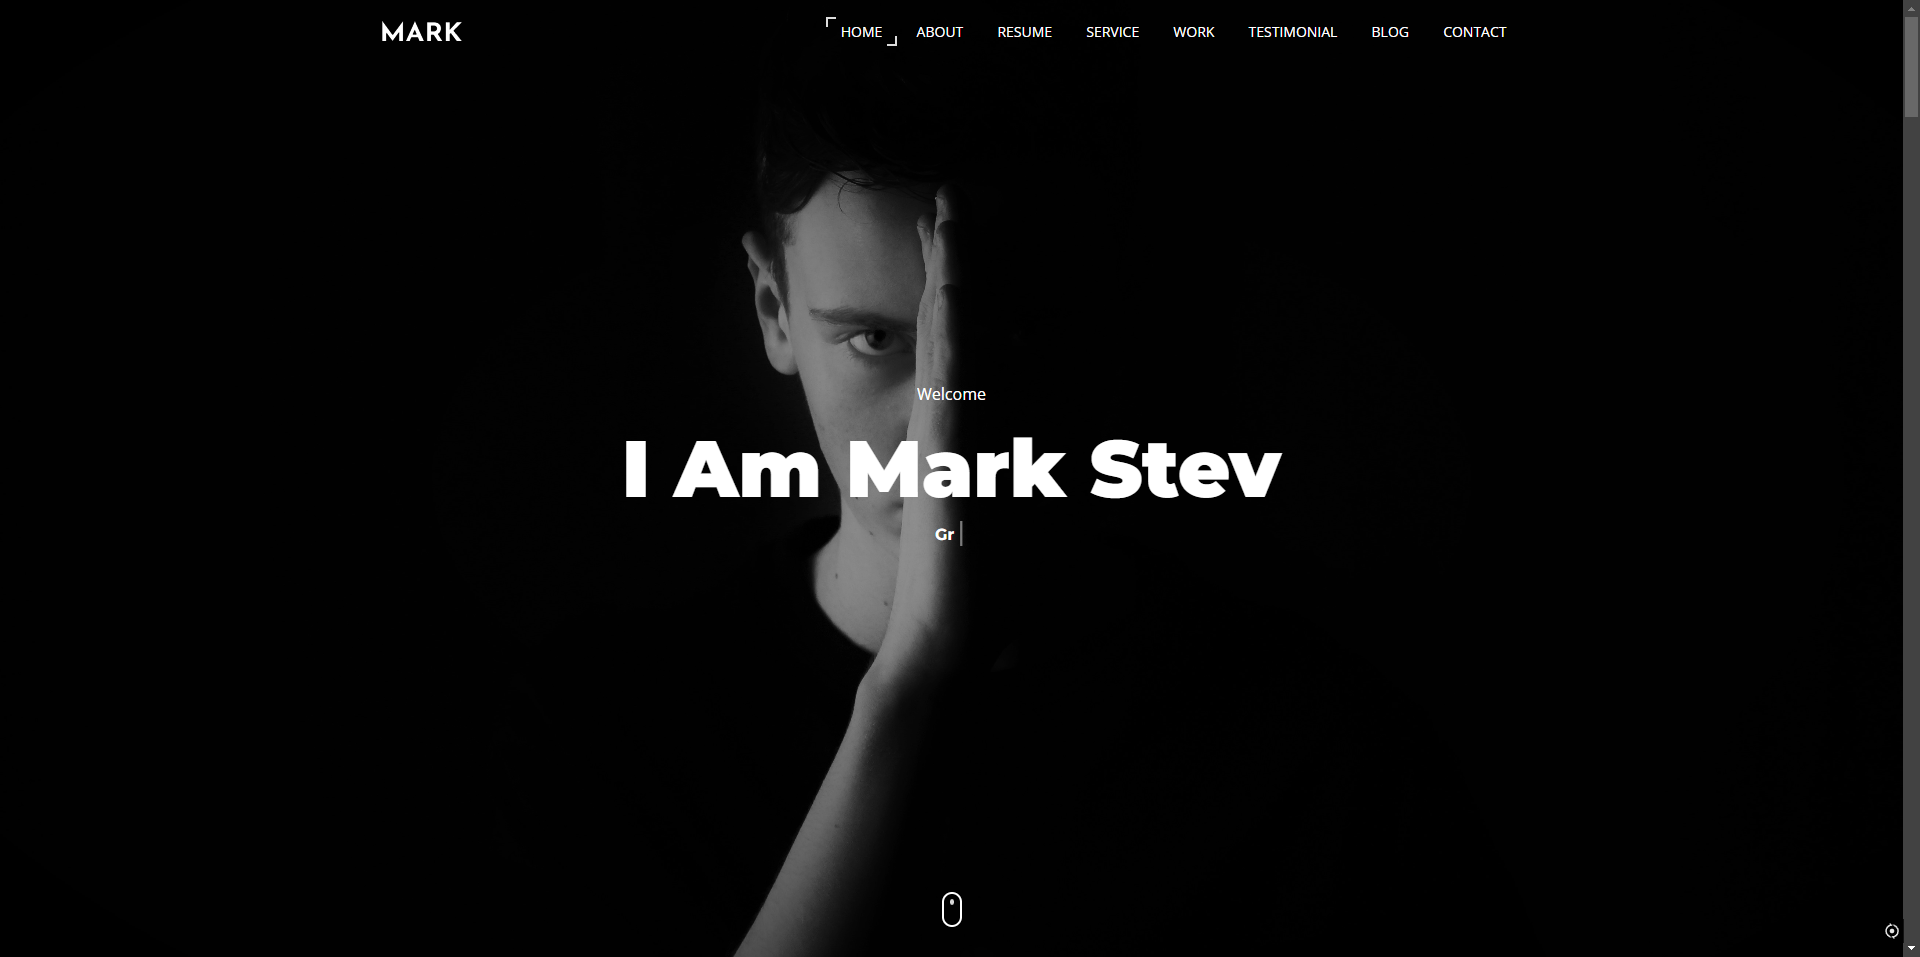 MARK
HOME ABOUT RESUME SERVICE WORK TESTIMONIAL BLOG CONTACT
Welcome
I Am Mark Stev
Gr